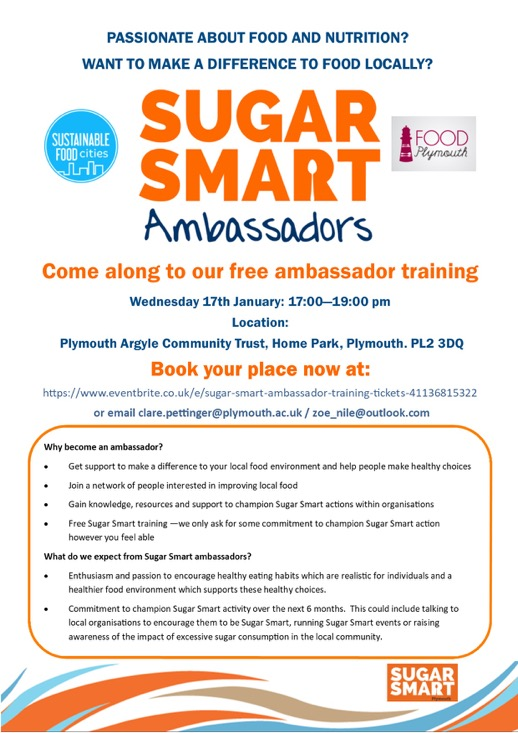 PASSIONATE ABOUT FOOD AND NUTRITION?
WANT TO MAKE A DIFFERENCE TO FOOD LOCALLY?
SUSTAINABLE
FOOD cities
SUGAR
SMART
Ambassadors
FOOD
Plymouth
Come along to our free ambassador training
Wednesday 17th January: 17:00—19:00 pm
Location:
Plymouth Argyle Community Trust, Home Park, Plymouth. PL2 3DQ
Book your place now at:
https://www.eventbrite.co.uk/e/sugar-smart-ambassador-training-tickets-41136815322
or email clare.pettinger@plymouth.ac.uk / zoe_nile@outlook.com
Why become an ambassador?
• Get support to make a difference to your local food environment and help people make healthy choices
• Join a network of people interested in improving local food
• Gain knowledge, resources and support to champion Sugar Smart actions within organisations
• Free Sugar Smart training —we only ask for some commitment to champion Sugar Smart action
however you feel able
What do we expect from Sugar Smart ambassadors?
• Enthusiasm and passion to encourage healthy eating habits which are realistic for individuals and a
healthier food environment which supports these healthy choices.
• Commitment to champion Sugar Smart activity over the next 6 months.  This could include talking to
local organisations to encourage them to be Sugar Smart, running Sugar Smart events or raising
awareness of the impact of excessive sugar consumption in the local community.
SUGAR
SMART